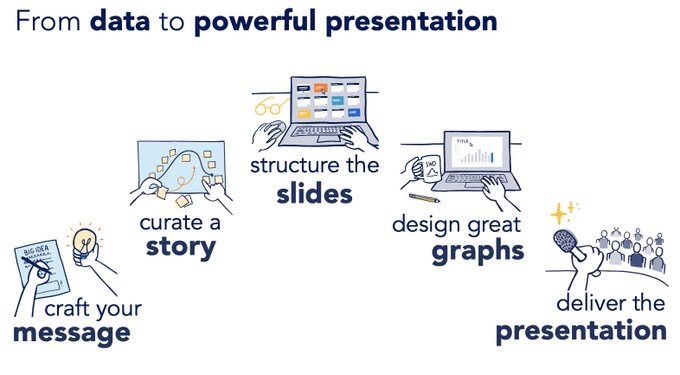 From data to powerful presentation
BIG IDEA
craft your
message
curate a
story
structure the
slides
TITLE
SWD
design great
graphs
deliver the
presentation